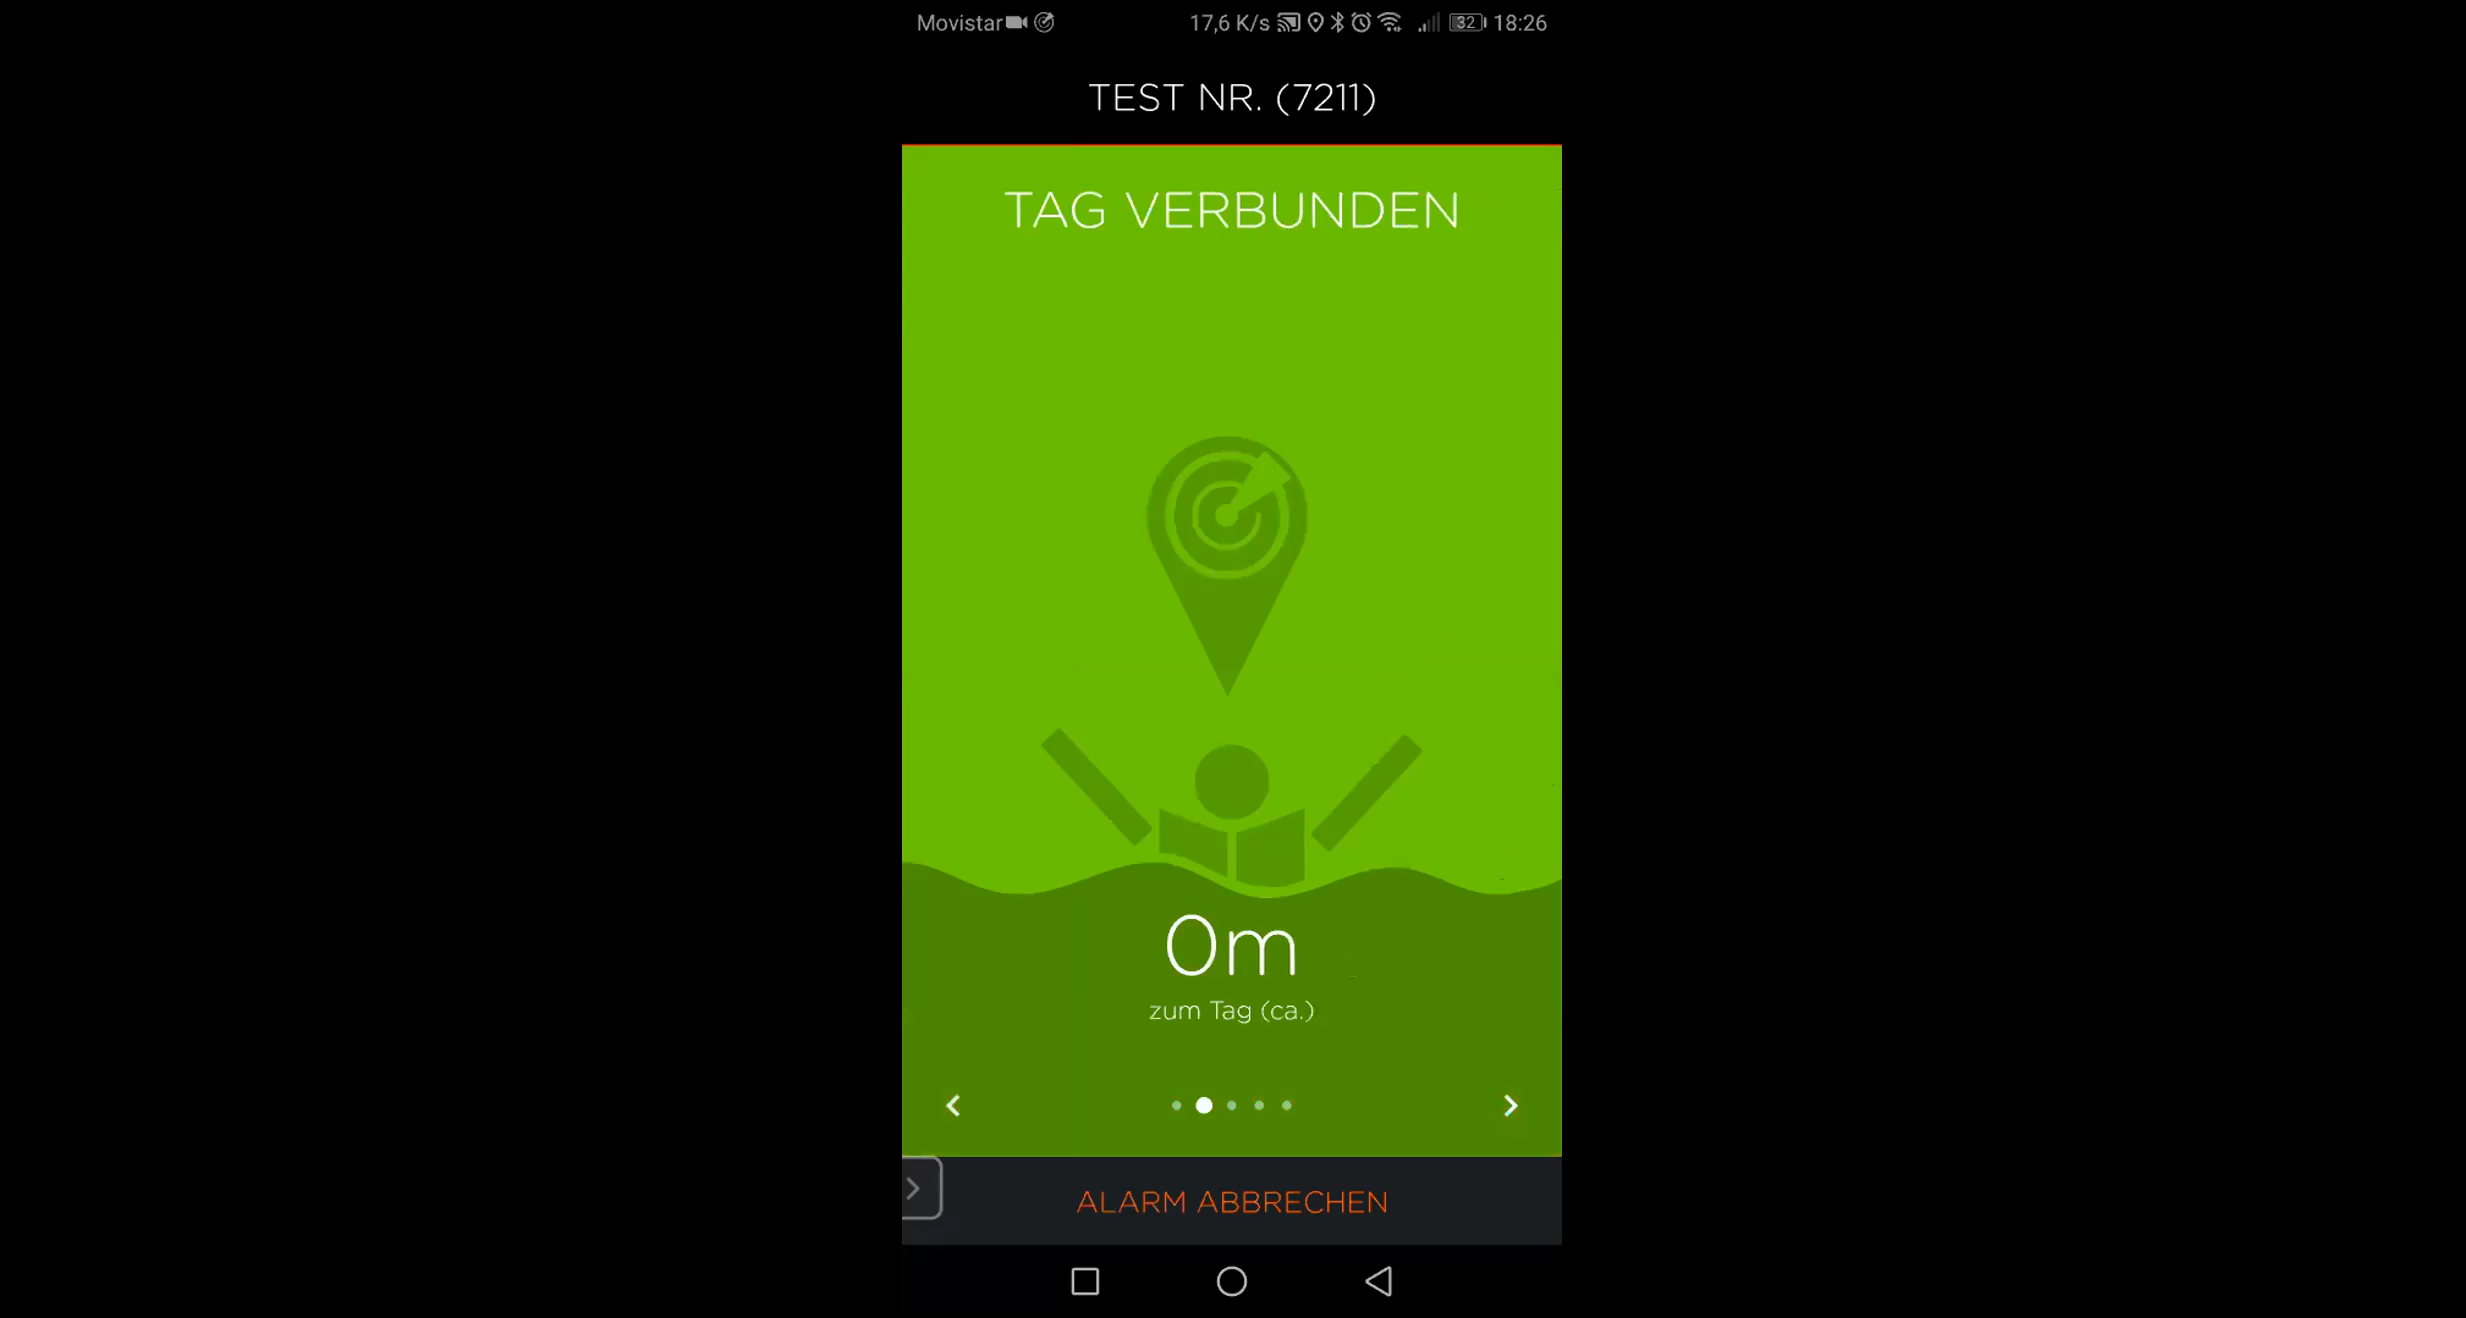 Movistar 17,6 K/s 32 18:26
TEST NR. (7211)
TAG VERBUNDEN
0m
zum Tag (ca.)
ALARM ABBRECHEN